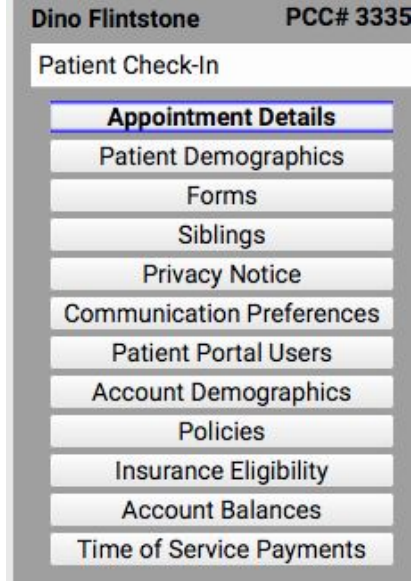 Dino Flintstone PCC# 3335
Patient Check-In
Appointment Details
Patient Demographics
Forms
Siblings
Privacy Notice
Communication Preferences
Patient Portal Users
Account Demographics
Policies
Insurance Eligibility
Account Balances
Time of Service Payments